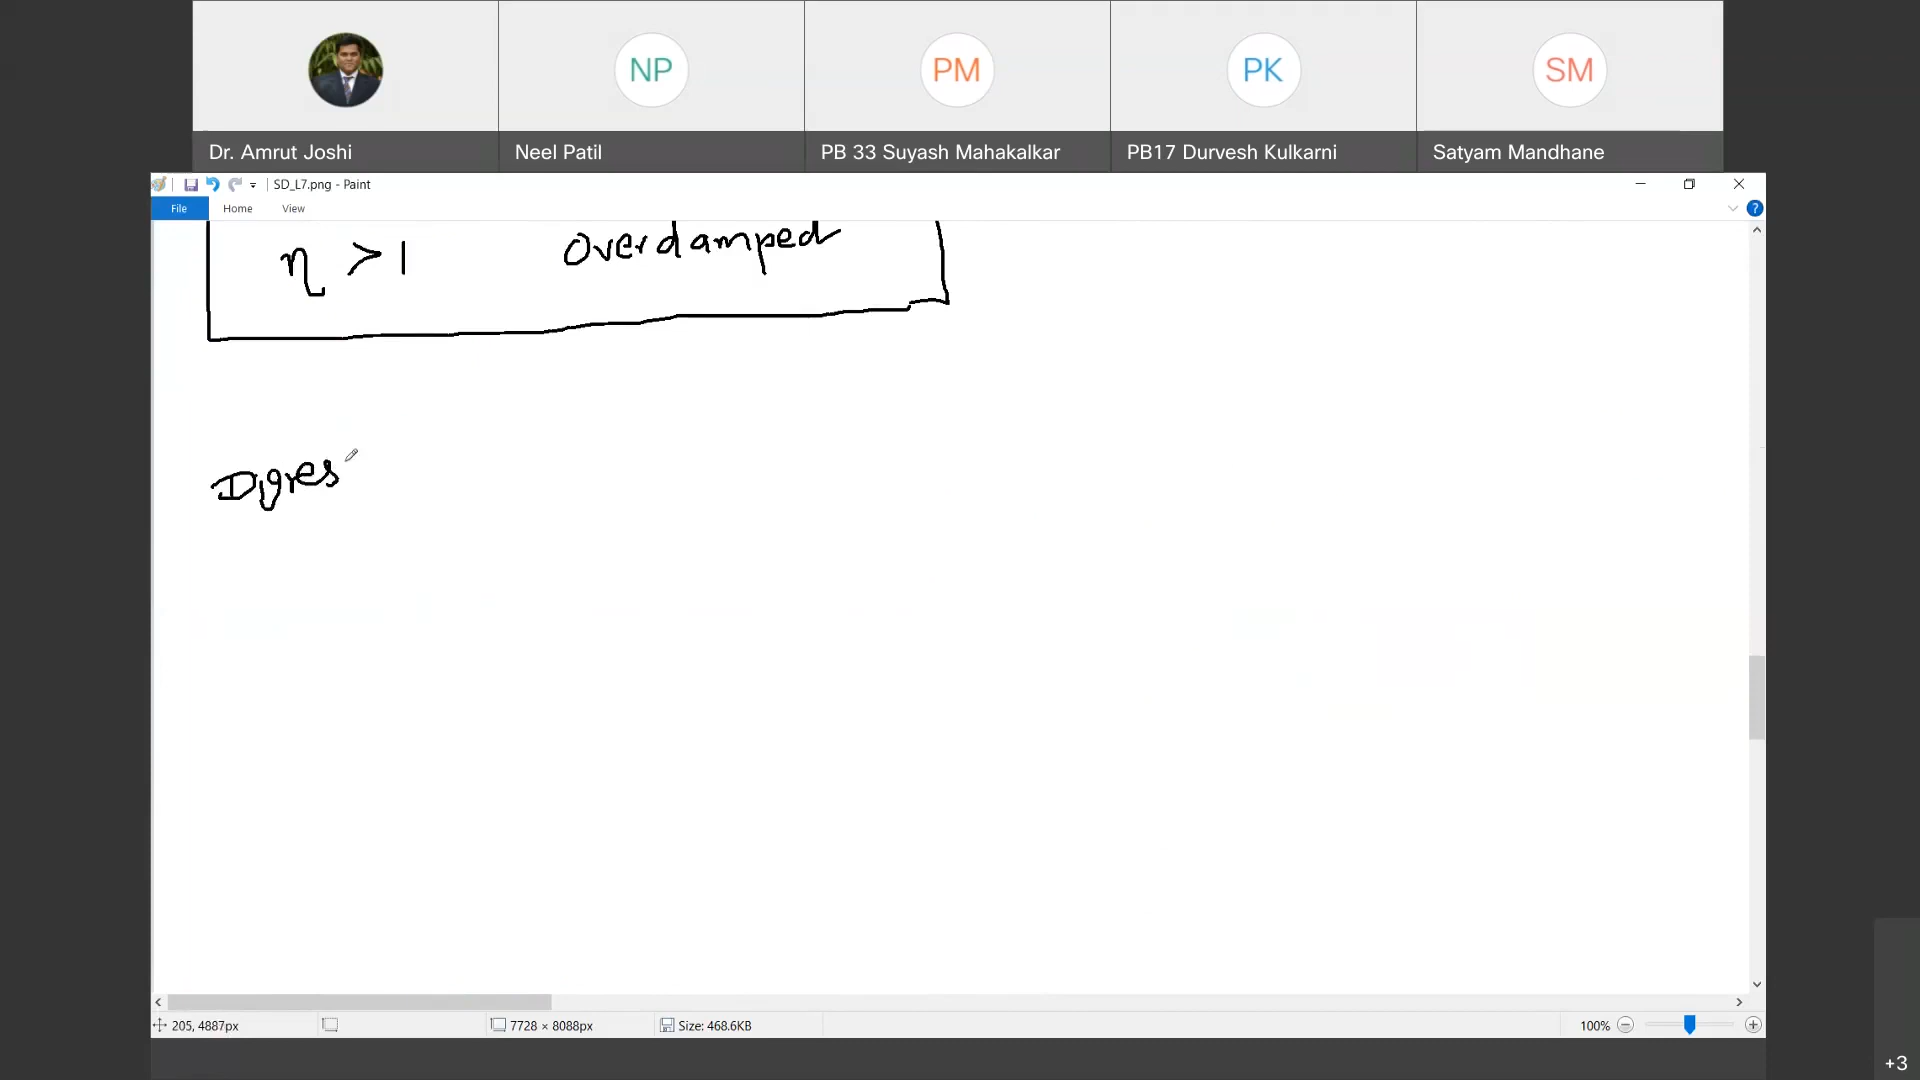 NP
PM
PK
SM
Dr. Amrut Joshi
Neel Patil
PB 33 Suyash Mahakalkar
PB17 Durvesh Kulkarni
Satyam Mandhane
SD_L7.png - Paint
File
Home
View
?
η > 1 overdamped
Digres
205, 4887px
7728 × 8088px
Size: 468.6KB
100%
+3